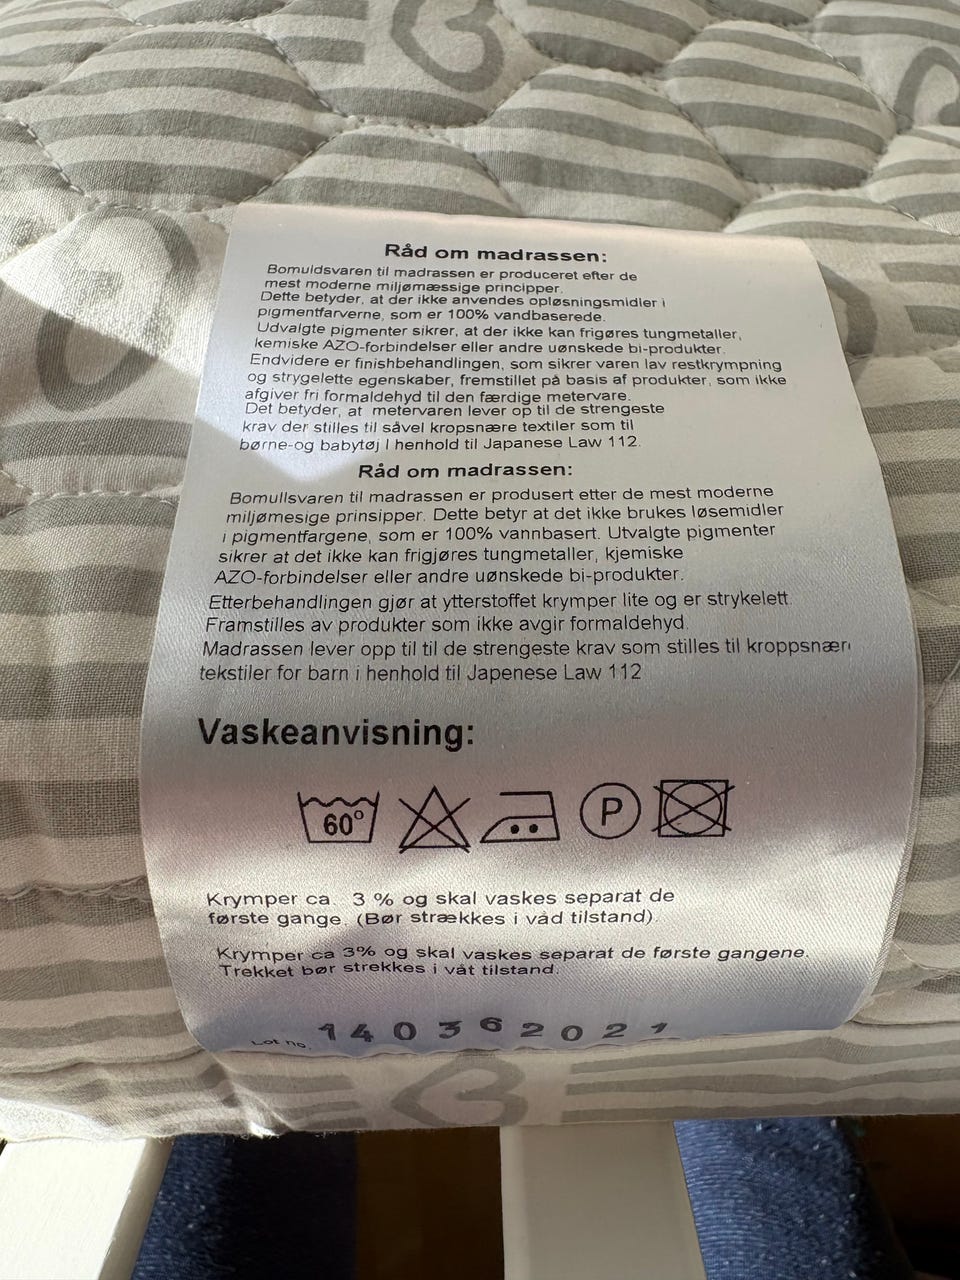 Råd om madrassen:
Bomuldsvaren til madrassen er produceret efter de
mest moderne miljømæssige principper.
Dette betyder, at der ikke anvendes opløsningsmidler i
pigmentfarverne, som er 100% vandbaserede.
Udvalgte pigmenter sikrer, at der ikke kan frigøres tungmetaller,
kemiske AZO-forbindelser eller andre uønskede bi-produkter.
Endvidere er finishbehandlingen, som sikrer varen lav restkrympning
og strygelette egenskaber, fremstillet på basis af produkter, som ikke
afgiver fri formaldehyd til den færdige metervare.
Det betyder, at metervaren lever op til de strengeste
krav der stilles til såvel kropsnære textiler som til
børne-og babytøj I henhold til Japanese Law 112.
Råd om madrassen:
Bomullsvaren til madrassen er produsert etter de mest moderne
miljømesige prinsipper. Dette betyr at det ikke brukes løsemidler
i pigmentfargene, som er 100% vannbasert. Utvalgte pigmenter
sikrer at det ikke kan frigjøres tungmetaller, kjemiske
AZO-forbindelser eller andre uønskede bi-produkter.
Etterbehandlingen gjør at ytterstoffet krymper lite og er strykelett.
Framstilles av produkter som ikke avgir formaldehyd.
Madrassen lever opp til til de strengeste krav som stilles til kroppsnær
tekstiler for barn i henhold til Japenese Law 112
Vaskeanvisning:
60° P
Krymper ca. 3 % og skal vaskes separat de
første gange. (Bør strækkes i våd tilstand).
Krymper ca 3% og skal vaskes separat de første gangene.
Trekket bør strekkes i våt tilstand.
Lot no. 140362021